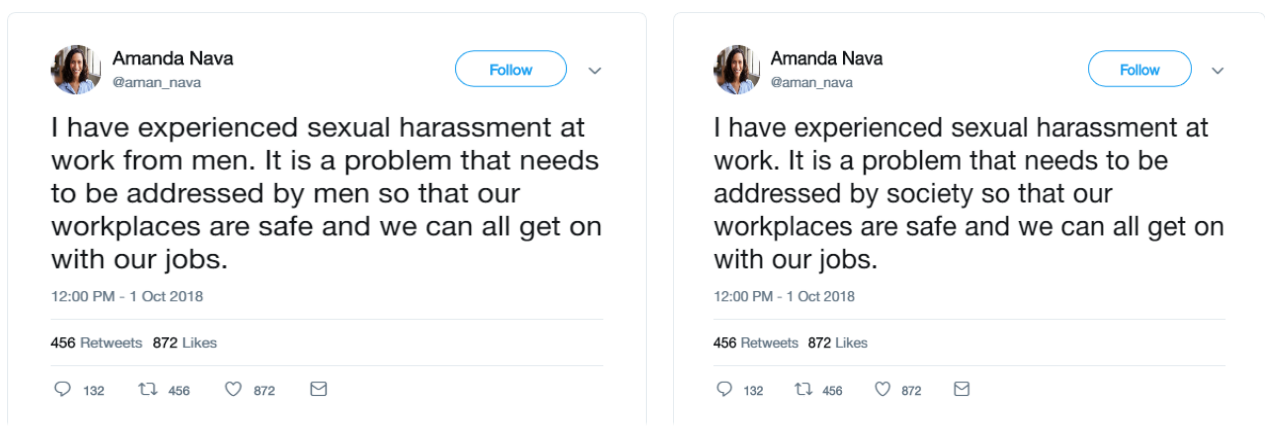 Amanda Nava
@aman_nava
Follow
I have experienced sexual harassment at
work from men. It is a problem that needs
to be addressed by men so that our
workplaces are safe and we can all get on
with our jobs.
12:00 PM - 1 Oct 2018
456 Retweets 872 Likes
132 456 872
Amanda Nava
@aman_nava
Follow
I have experienced sexual harassment at
work. It is a problem that needs to be
addressed by society so that our
workplaces are safe and we can all get on
with our jobs.
12:00 PM - 1 Oct 2018
456 Retweets 872 Likes
132 456 872